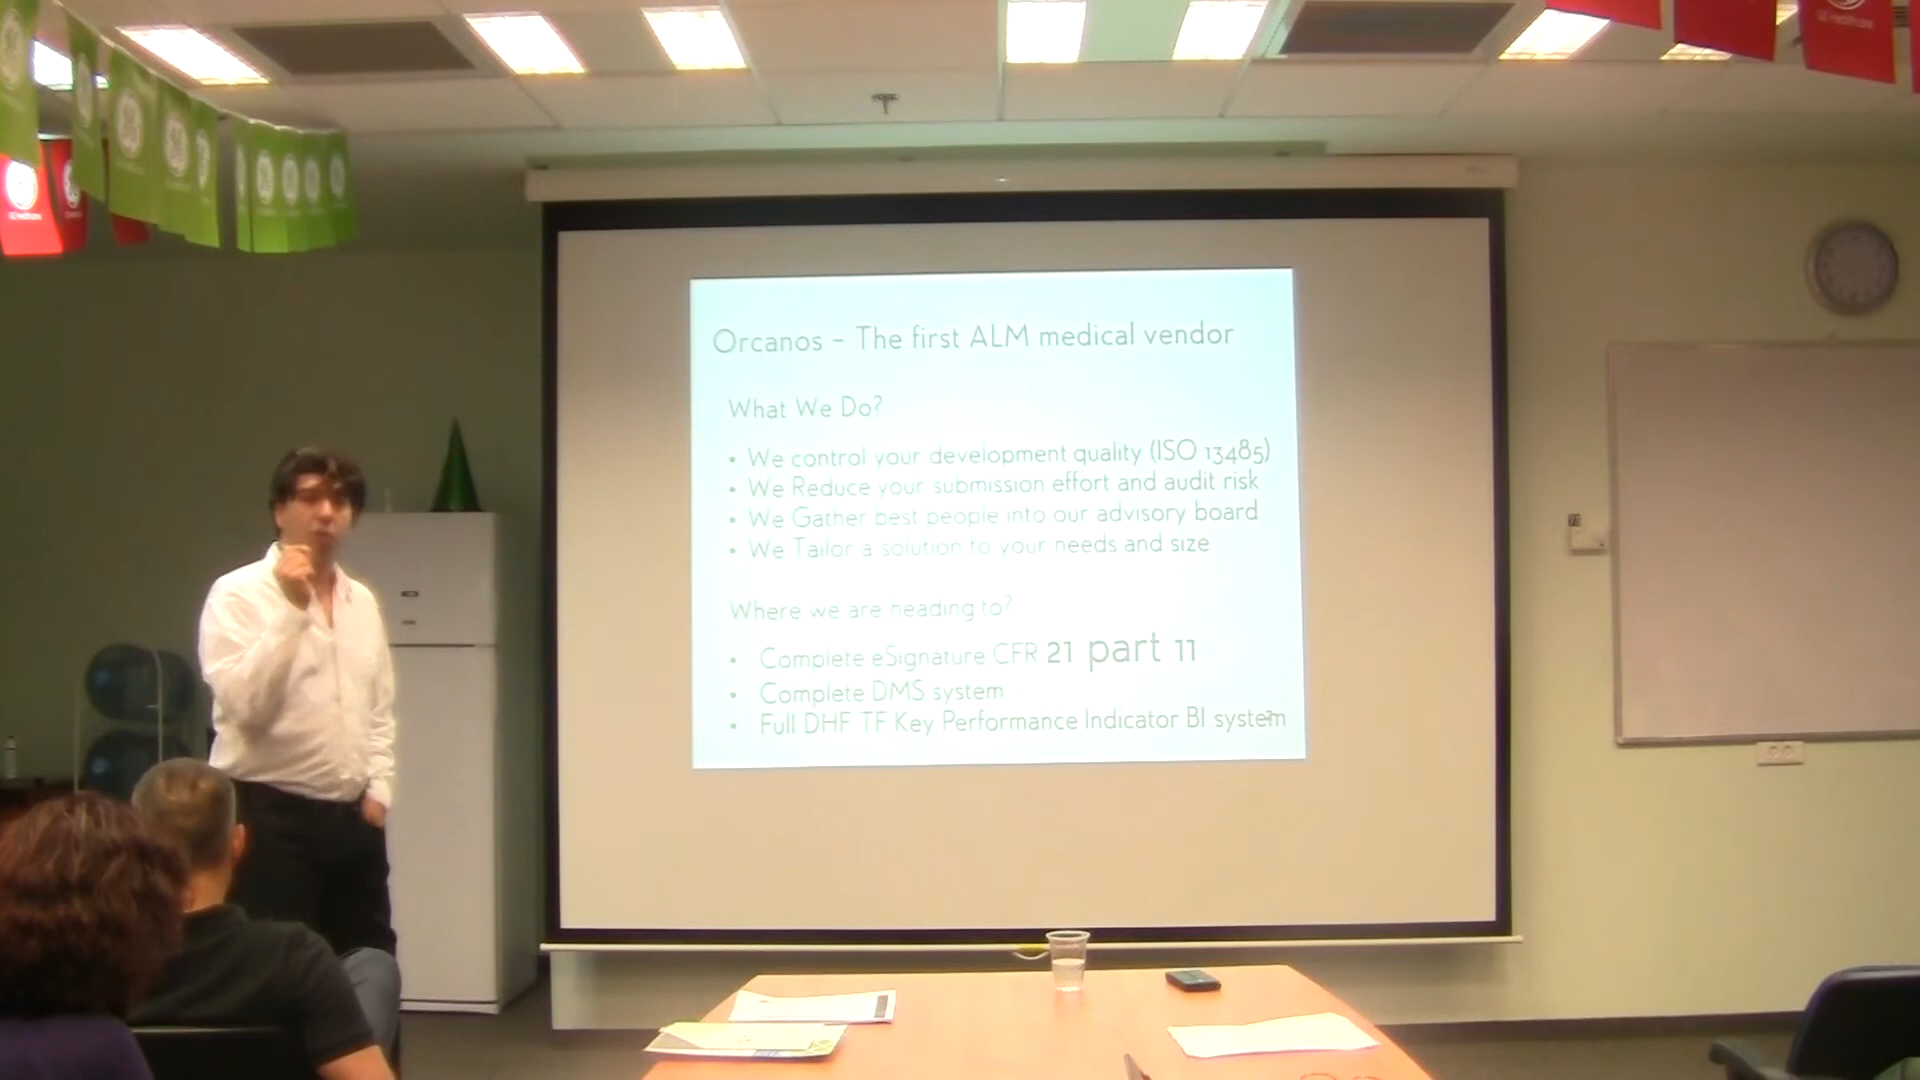 Orcanos - The first ALM medical vendor
What We Do?
• We control your development quality (ISO 13485)
• We Reduce your submission effort and audit risk
• We Gather best people into our advisory board
• We Tailor a solution to your needs and size
Where we are heading to?
• Complete eSignature CFR 21 part 11
• Complete DMS system
• Full DHF TF Key Performance Indicator BI system